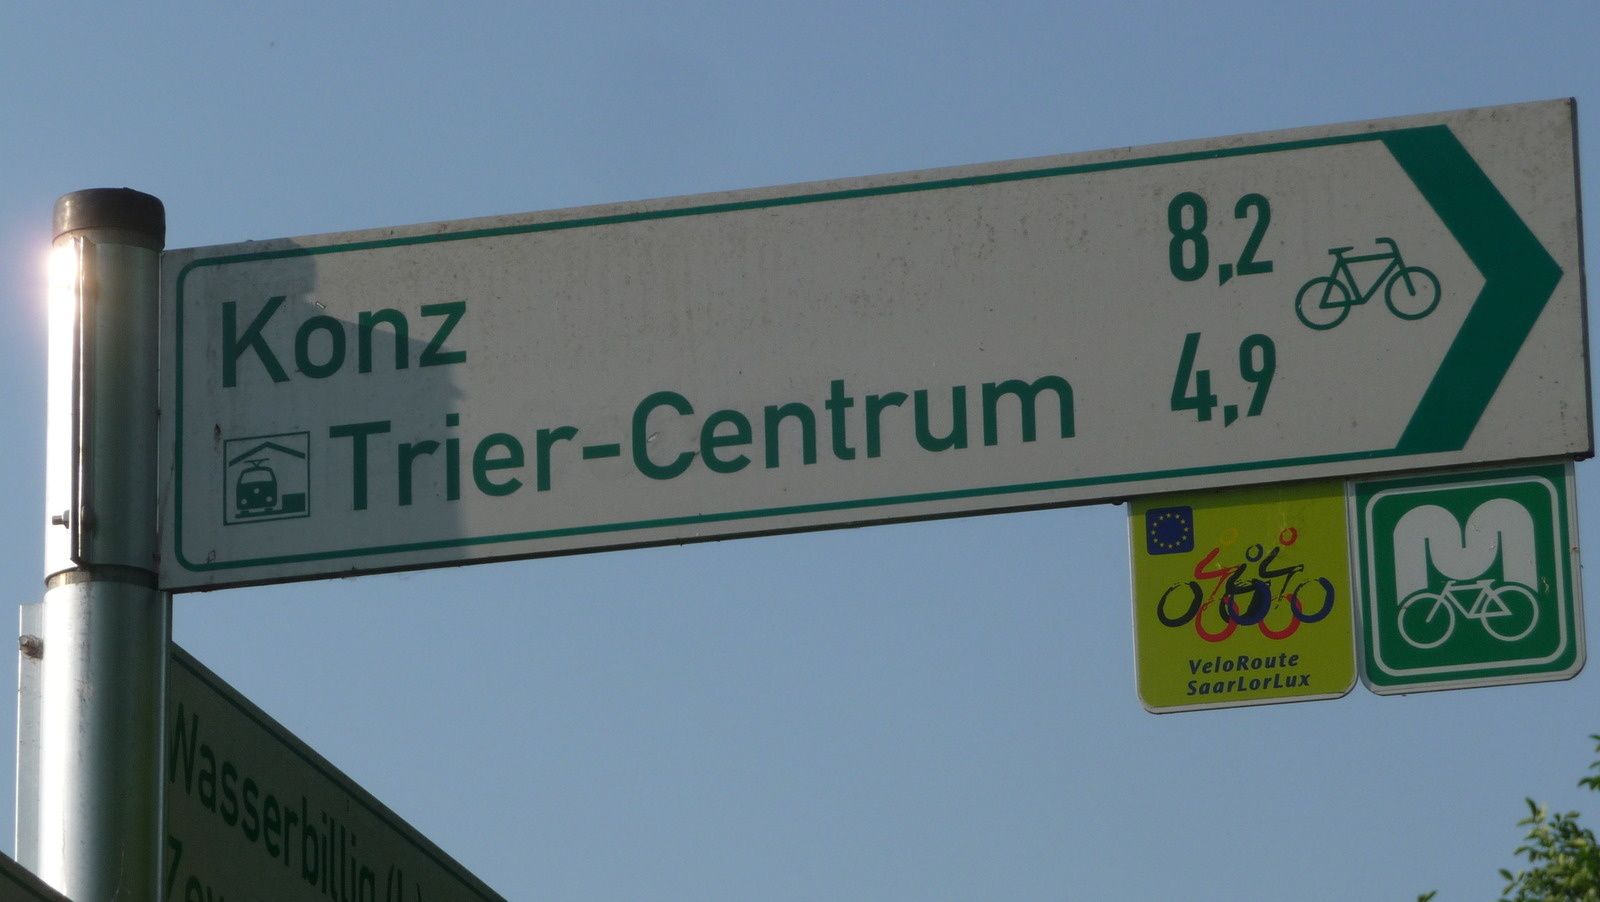 Konz 8,2
Trier-Centrum 4,9
VeloRoute
SaarLorLux
M
Wasserbillig